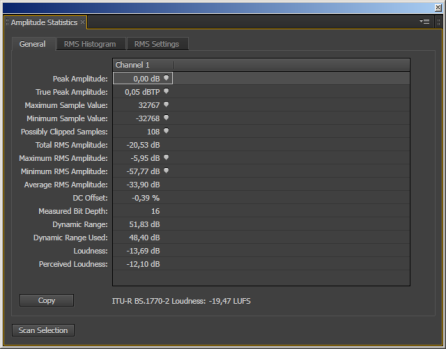 Amplitude Statistics
General RMS Histogram RMS Settings
Channel 1
Peak Amplitude: 0,00 dB
True Peak Amplitude: 0,05 dBTP
Maximum Sample Value: 32767
Minimum Sample Value: -32768
Possibly Clipped Samples: 108
Total RMS Amplitude: -20,53 dB
Maximum RMS Amplitude: -5,95 dB
Minimum RMS Amplitude: -57,77 dB
Average RMS Amplitude: -33,90 dB
DC Offset: -0,39 %
Measured Bit Depth: 16
Dynamic Range: 51,83 dB
Dynamic Range Used: 48,40 dB
Loudness: -13,69 dB
Perceived Loudness: -12,10 dB
Copy ITU-R BS.1770-2 Loudness: -19,47 LUFS
Scan Selection